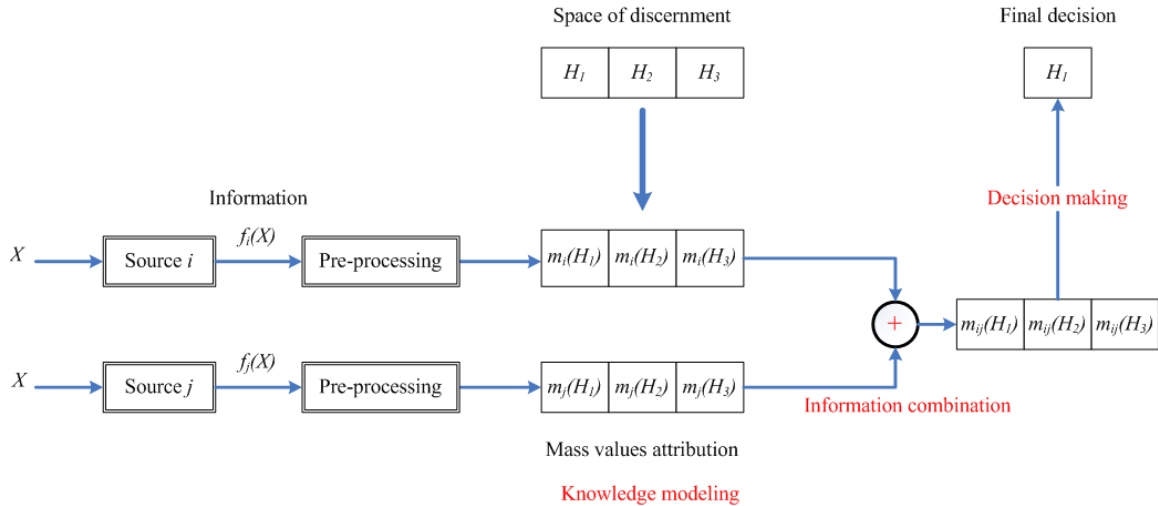 Space of discernment
Final decision
H1 H2 H3
H1
Decision making
Information
X
Source i
fi(X)
Pre-processing
mi(H1) mi(H2) mi(H3)
+
mij(H1) mij(H2) mij(H3)
X
Source j
fj(X)
Pre-processing
mj(H1) mj(H2) mj(H3)
Information combination
Mass values attribution
Knowledge modeling